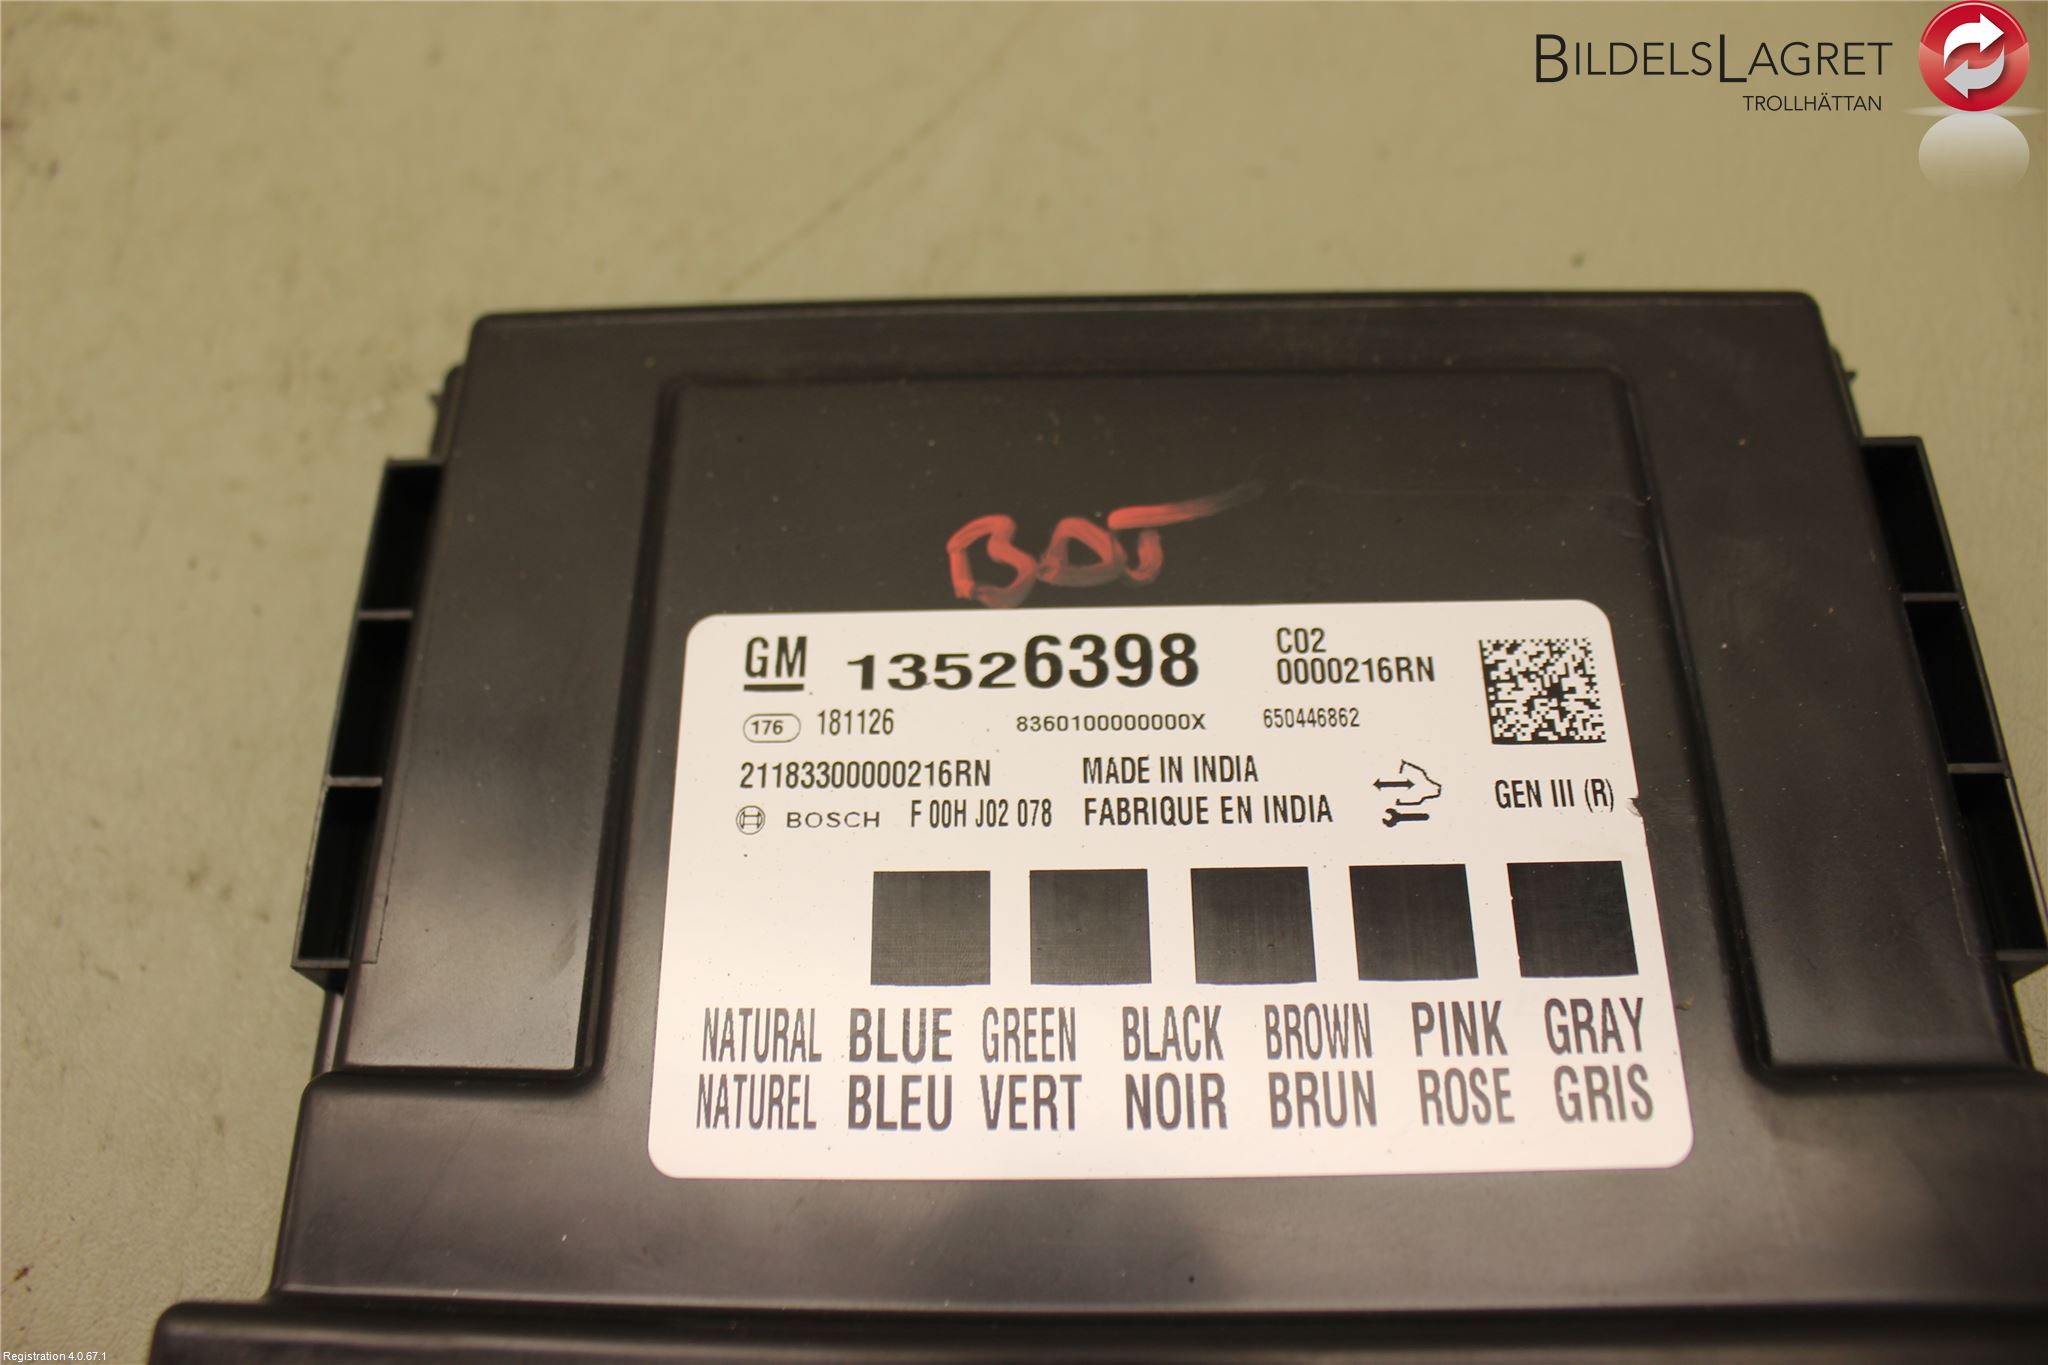 BILDELSLAGRET
TROLLHÄTTAN
GM 13526398 C02
0000216RN
176 181126 8360100000000X 650446862
21183300000216RN MADE IN INDIA
BOSCH F 00H J02 078 FABRIQUE EN INDIA GEN III (R)
NATURAL BLUE GREEN BLACK BROWN PINK GRAY
NATUREL BLEU VERT NOIR BRUN ROSE GRIS
Registration 4.0.67.1